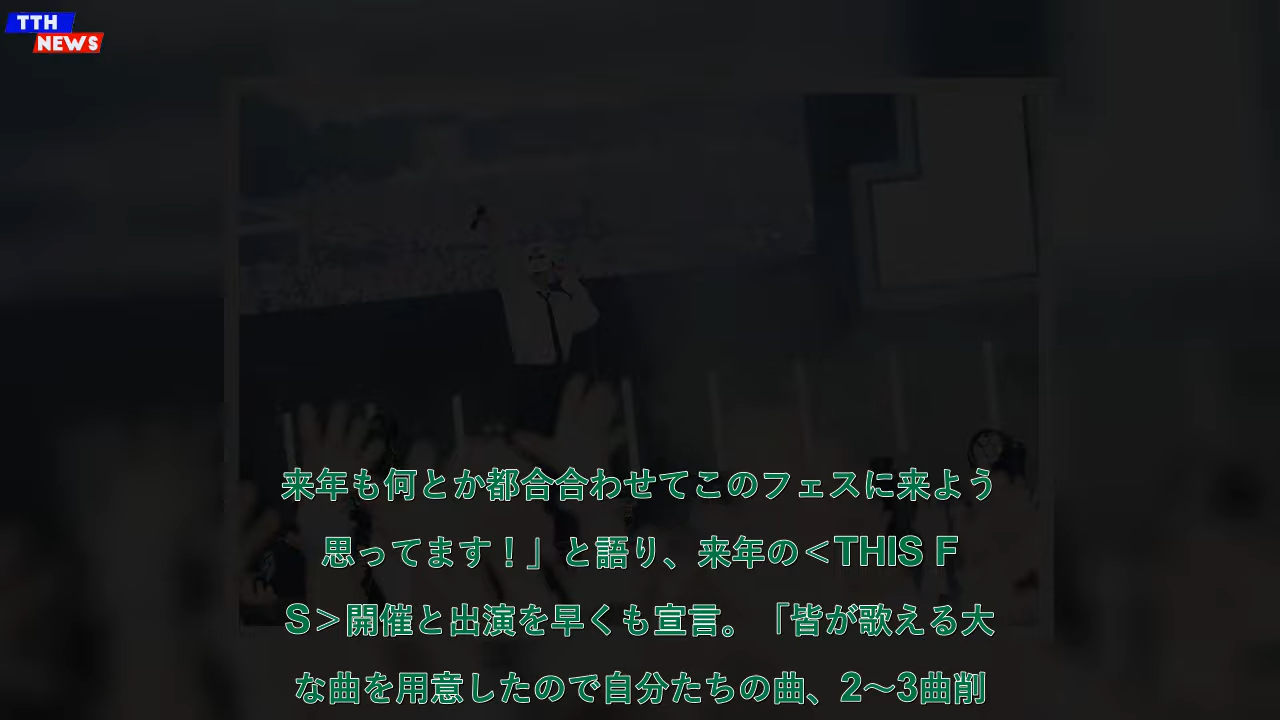 TTH
NEWS
来年も何とか都合合わせてこのフェスに来よう
思ってます！」と語り、来年の＜THIS F
S＞開催と出演を早くも宣言。「皆が歌える大
な曲を用意したので自分たちの曲、2〜3曲削